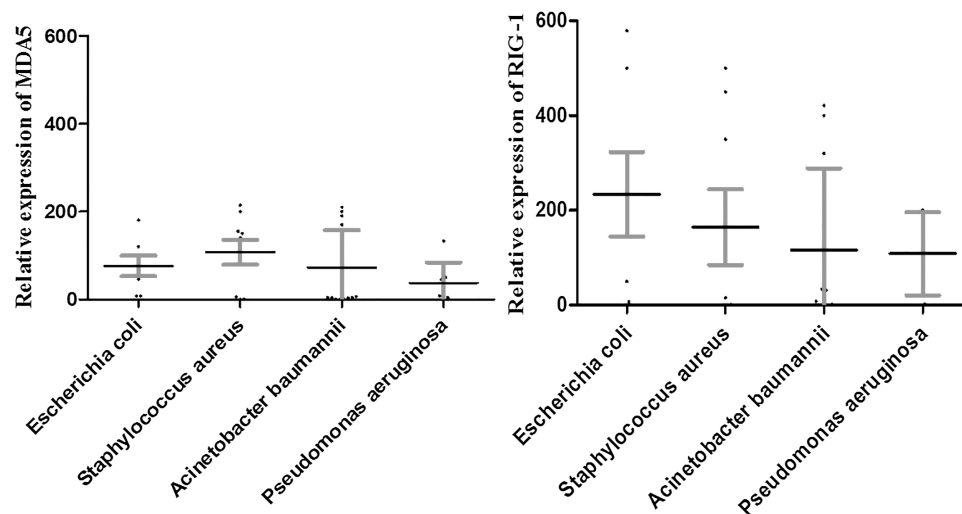 Relative expression of MDA5
600
400
200
0
Escherichia coli
Staphylococcus aureus
Acinetobacter baumannii
Pseudomonas aeruginosa
Relative expression of RIG-1
600
400
200
0
Escherichia coli
Staphylococcus aureus
Acinetobacter baumannii
Pseudomonas aeruginosa